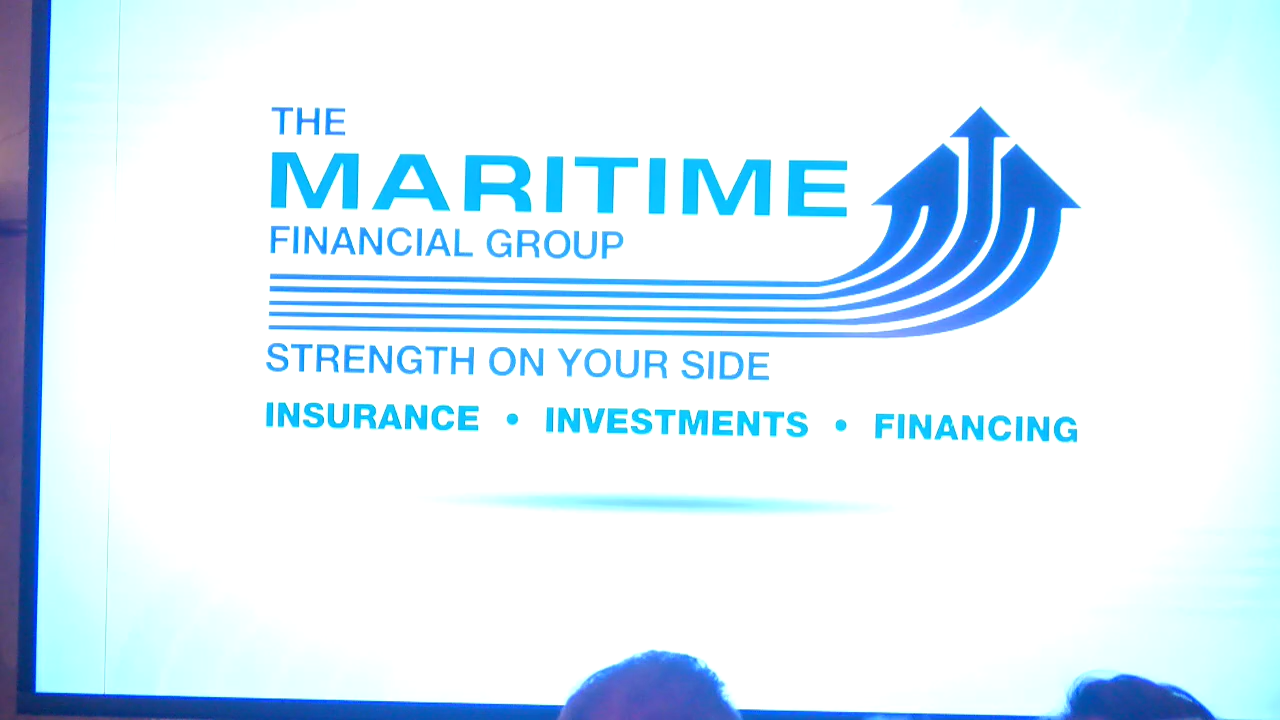 THE
MARITIME
FINANCIAL GROUP
STRENGTH ON YOUR SIDE
INSURANCE • INVESTMENTS • FINANCING